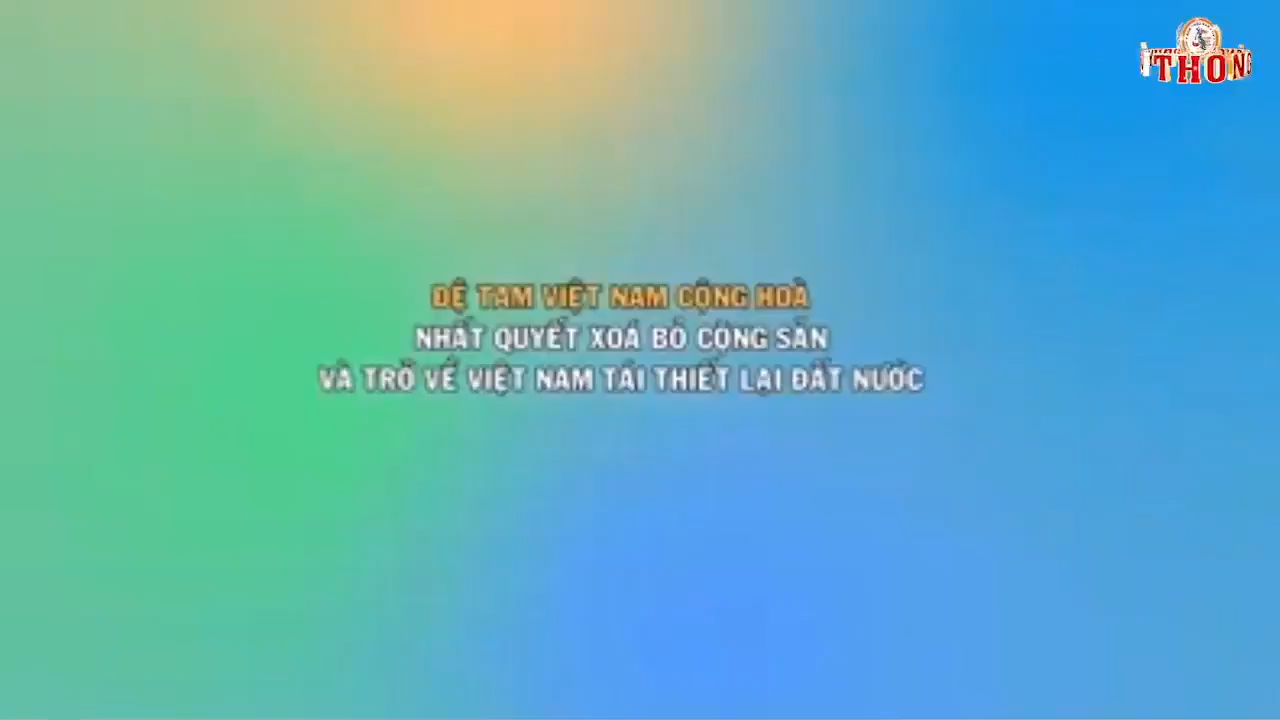 THONG
ĐỆ TAM VIỆT NAM CỘNG HOÀ
NHẤT QUYẾT XOÁ BỎ CỘNG SẢN
VÀ TRỞ VỀ VIỆT NAM TÁI THIẾT LẠI ĐẤT NƯỚC